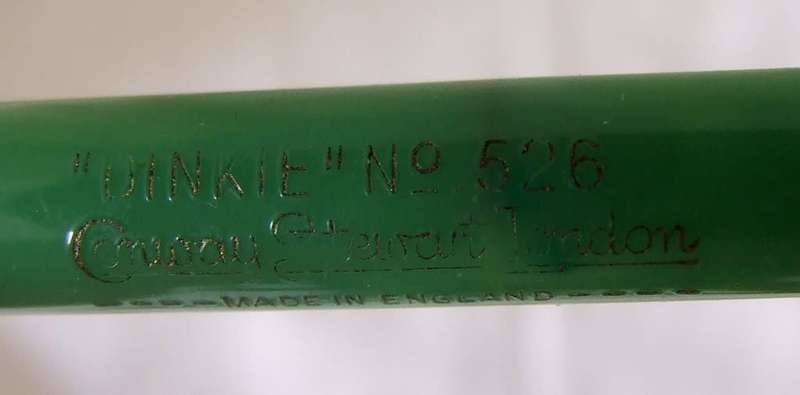 "DINKIE" Nº 526
Conway Stewart London
MADE IN ENGLAND